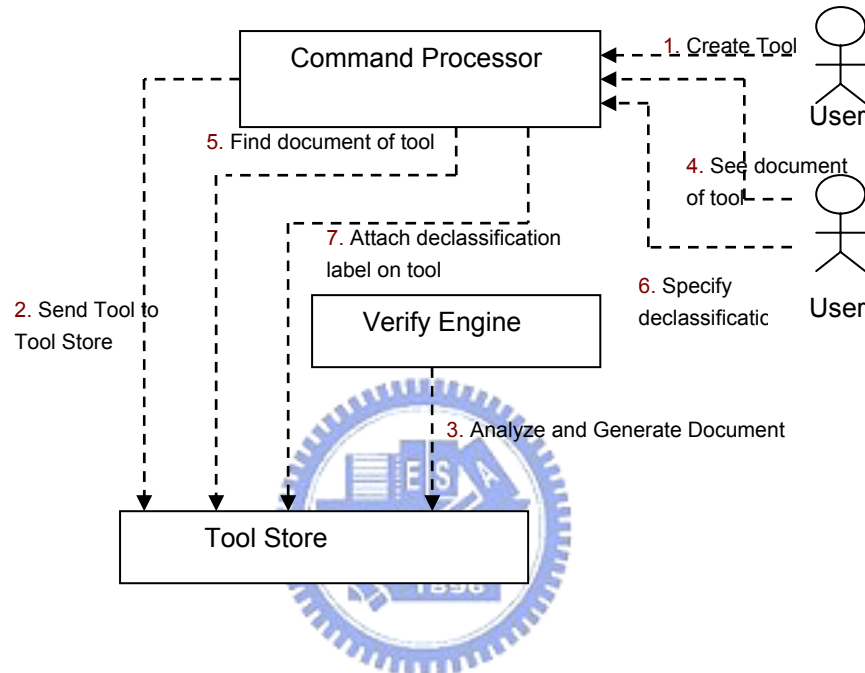 Command Processor
1. Create Tool
User
5. Find document of tool
4. See document
of tool
7. Attach declassification
label on tool
2. Send Tool to
Tool Store
6. Specify
declassificatic
User
Verify Engine
3. Analyze and Generate Document
E S A
Tool Store
1896